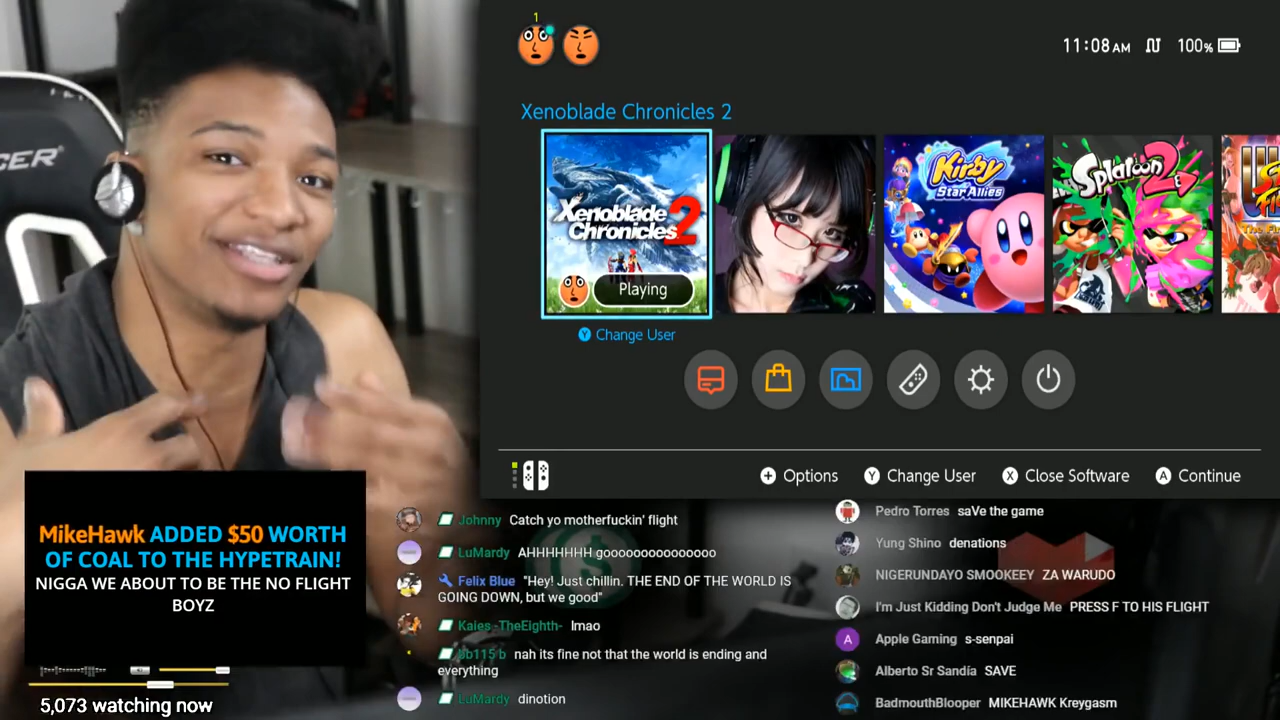 1
11:08AM 100%
Xenoblade Chronicles 2
Xenoblade
Chronicles 2
Playing
Kirby
Star Allies
Splatoon 2
Y Change User
+ Options Y Change User X Close Software A Continue
CER
MikeHawk ADDED $50 WORTH
OF COAL TO THE HYPETRAIN!
NIGGA WE ABOUT TO BE THE NO FLIGHT
BOYZ
5,073 watching now
Johnny Catch yo motherfuckin' flight
LuMardy AHHHHHHH gooooooooooooooo
Felix Blue "Hey! Just chillin. THE END OF THE WORLD IS
GOING DOWN, but we good"
Kaies -TheEighth- lmao
bb115 b nah its fine not that the world is ending and
everything
LuMardy dinotion
Pedro Torres saVe the game
Yung Shino denations
NIGERUNDAYO SMOOKEEY ZA WARUDO
I'm Just Kidding Don't Judge Me PRESS F TO HIS FLIGHT
A Apple Gaming s-senpai
Alberto Sr Sandía SAVE
BadmouthBlooper MIKEHAWK Kreygasm